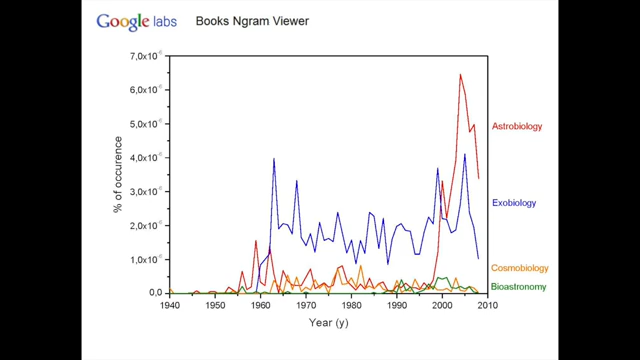 Google labs Books Ngram Viewer
7,0x10⁻⁶
6,0x10⁻⁶
5,0x10⁻⁶
4,0x10⁻⁶
3,0x10⁻⁶
2,0x10⁻⁶
1,0x10⁻⁶
0,0
% of occurence
Astrobiology
Exobiology
Cosmobiology
Bioastronomy
1940 1950 1960 1970 1980 1990 2000 2010
Year (y)